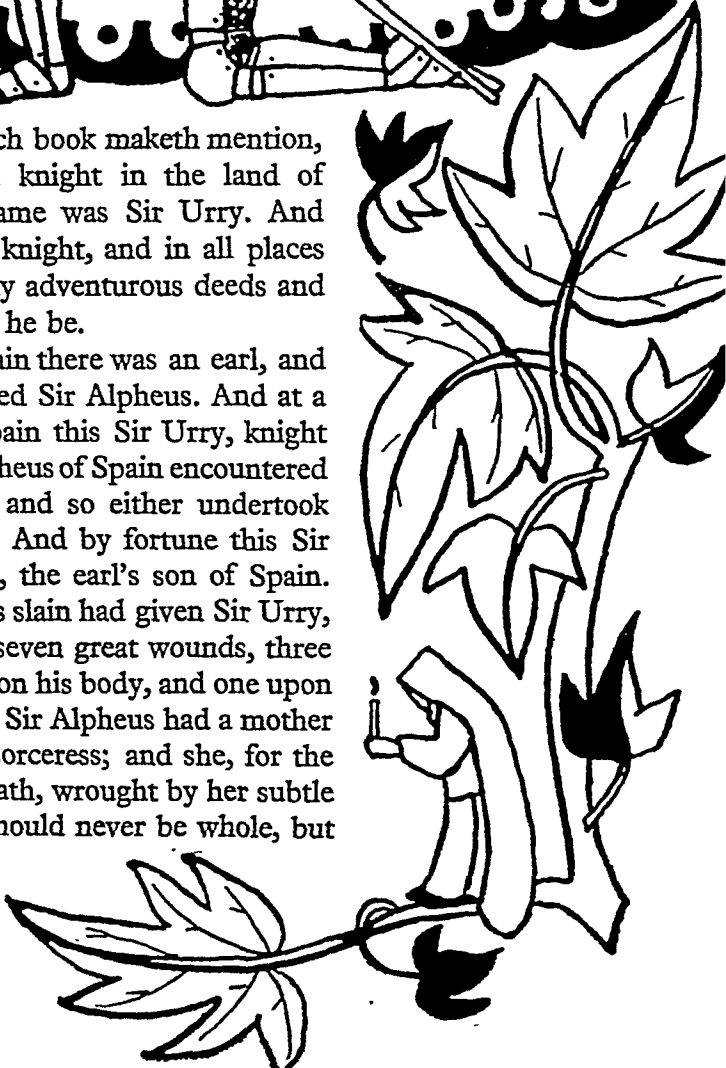 ch book maketh mention,
knight in the land of
ame was Sir Urry. And
knight, and in all places
y adventurous deeds and
he be.
ain there was an earl, and
ed Sir Alpheus. And at a
pain this Sir Urry, knight
pheus of Spain encountered
and so either undertook
And by fortune this Sir
, the earl's son of Spain.
s slain had given Sir Urry,
seven great wounds, three
on his body, and one upon
Sir Alpheus had a mother
sorceress; and she, for the
ath, wrought by her subtle
hould never be whole, but